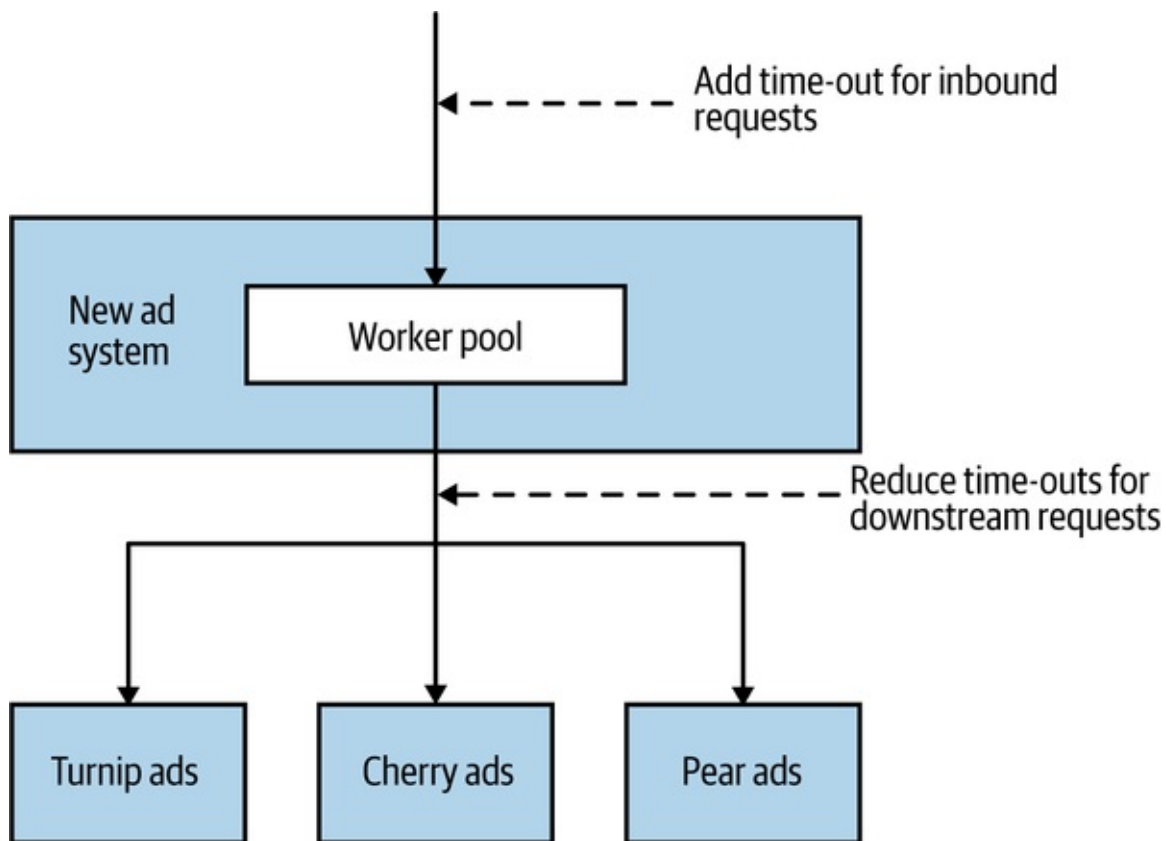 Add time-out for inbound
requests
New ad
system
Worker pool
Reduce time-outs for
downstream requests
Turnip ads
Cherry ads
Pear ads